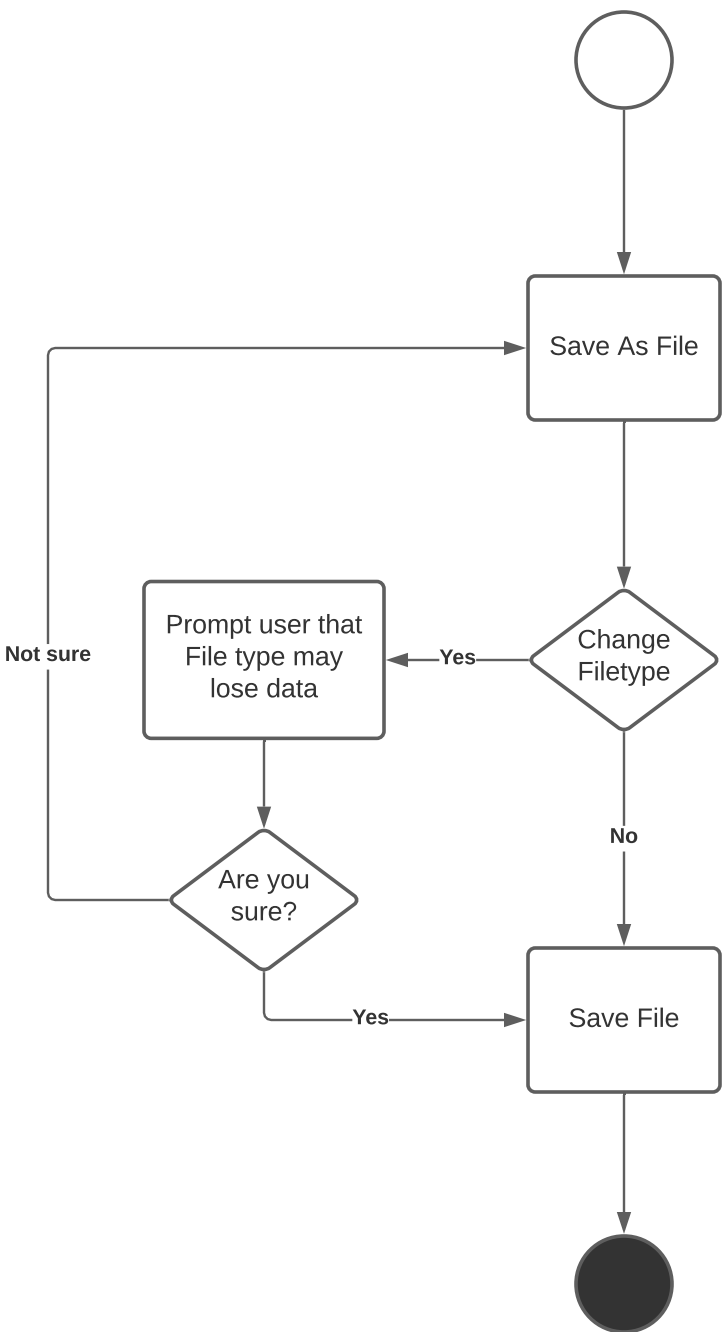 Save As File
Change
Filetype
Yes
Prompt user that
File type may
lose data
Not sure
No
Are you
sure?
Yes
Save File